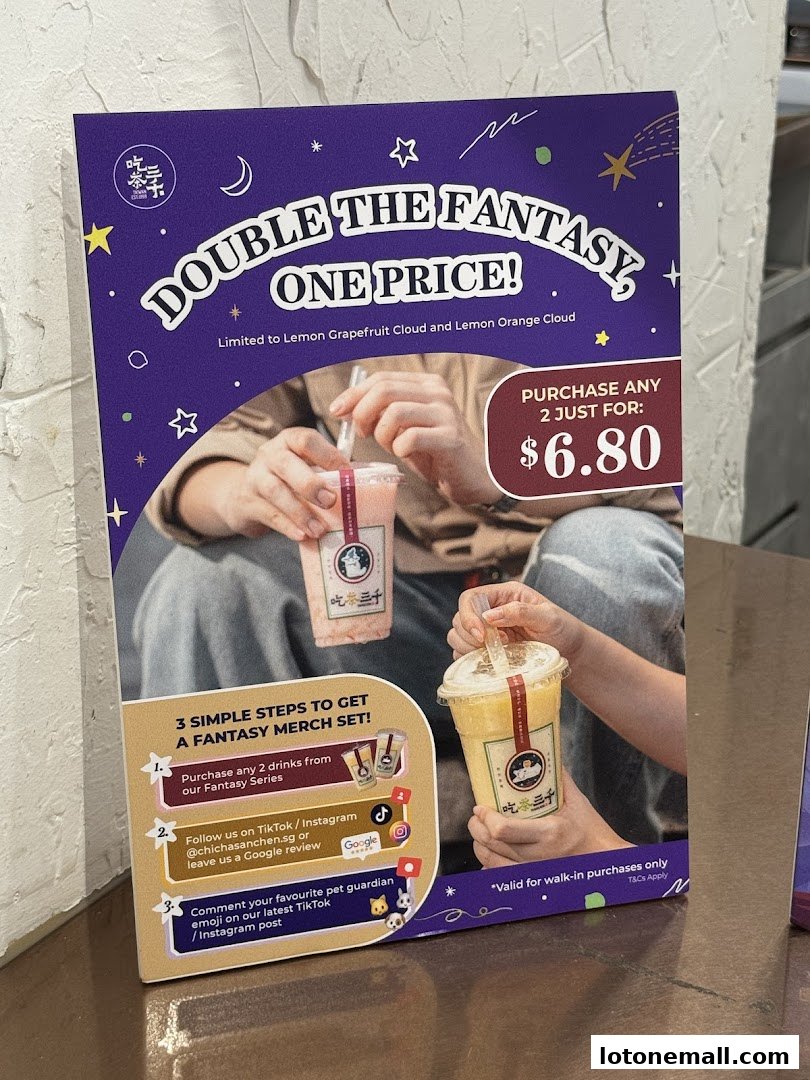 吃茶三千
TAIWAN
DOUBLE THE FANTASY,
ONE PRICE!
Limited to Lemon Grapefruit Cloud and Lemon Orange Cloud
PURCHASE ANY
2 JUST FOR:
$6.80
吃茶三千
吃茶三千
3 SIMPLE STEPS TO GET
A FANTASY MERCH SET!
1.
Purchase any 2 drinks from
our Fantasy Series
2.
Follow us on TikTok / Instagram
@chichasanchen.sg or
leave us a Google review
Google
3.
Comment your favourite pet guardian
emoji on our latest TikTok
/ Instagram post
*Valid for walk-in purchases only
T&Cs Apply
lotonemall.com